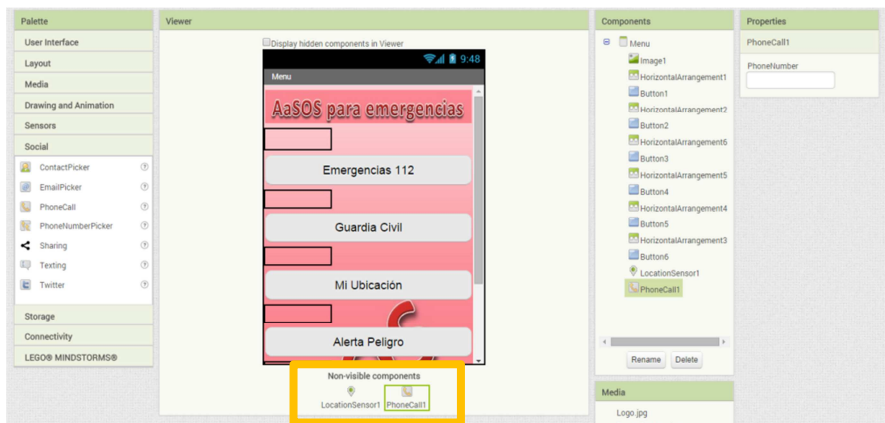 Palette
User Interface
Layout
Media
Drawing and Animation
Sensors
Social
ContactPicker
EmailPicker
PhoneCall
PhoneNumberPicker
Sharing
Texting
Twitter
Storage
Connectivity
LEGO® MINDSTORMS®
Viewer
Display hidden components in Viewer
9:48
Menu
AaSOS para emergencias
Emergencias 112
Guardia Civil
Mi Ubicación
Alerta Peligro
Non-visible components
LocationSensor1 PhoneCall1
Components
Menu
Image1
HorizontalArrangement1
Button1
HorizontalArrangement2
Button2
HorizontalArrangement6
Button3
HorizontalArrangement5
Button4
HorizontalArrangement4
Button5
HorizontalArrangement3
Button6
LocationSensor1
PhoneCall1
Rename Delete
Media
Logo.jpg
Properties
PhoneCall1
PhoneNumber